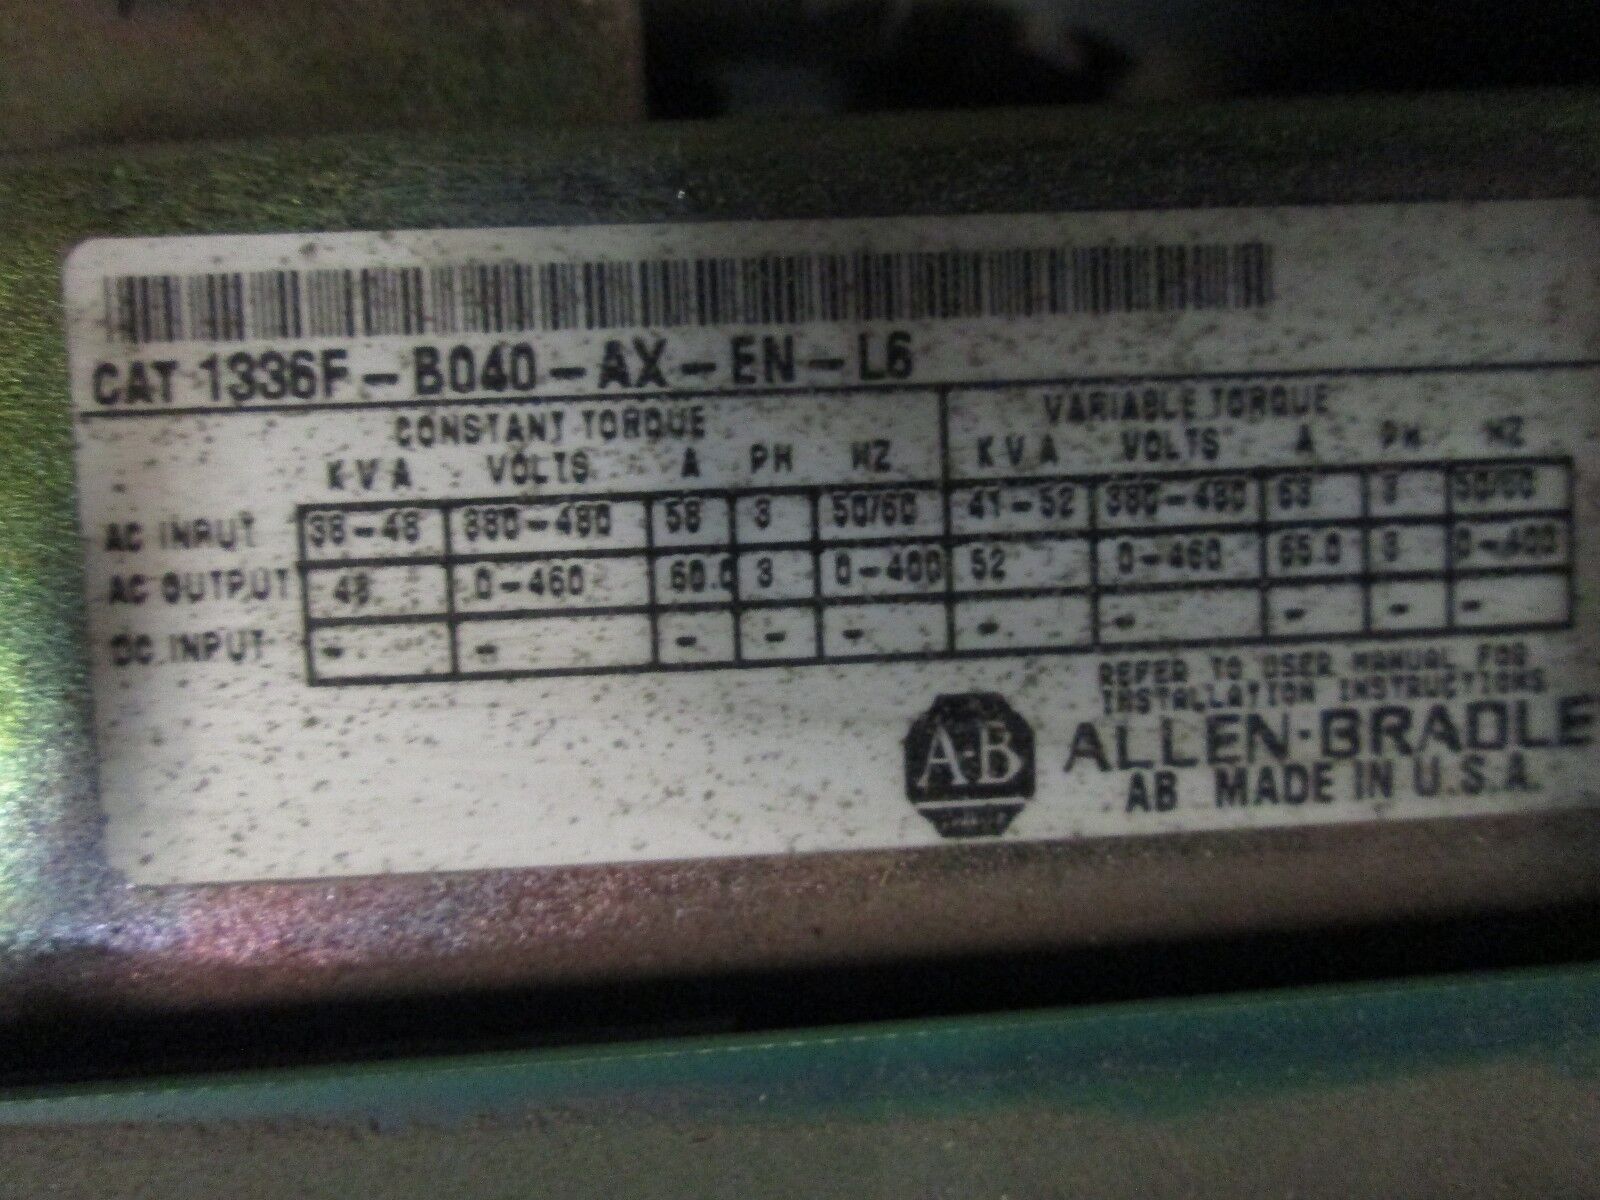 CAT 1336F-B040-AX-EN-L6
CONSTANT TORQUE VARIABLE TORQUE
KVA VOLTS A PH HZ KVA VOLTS A PH HZ
AC INPUT 38-48 380-480 58 3 50/60 41-52 380-480 63 3 50/60
AC OUTPUT 48 0-460 60.0 3 0-400 52 0-460 65.0 3 0-400
DC INPUT - - - - - - - - - -
REFER TO USER MANUAL FOR
INSTALLATION INSTRUCTIONS
A-B
ALLEN-BRADLE
AB MADE IN U.S.A.